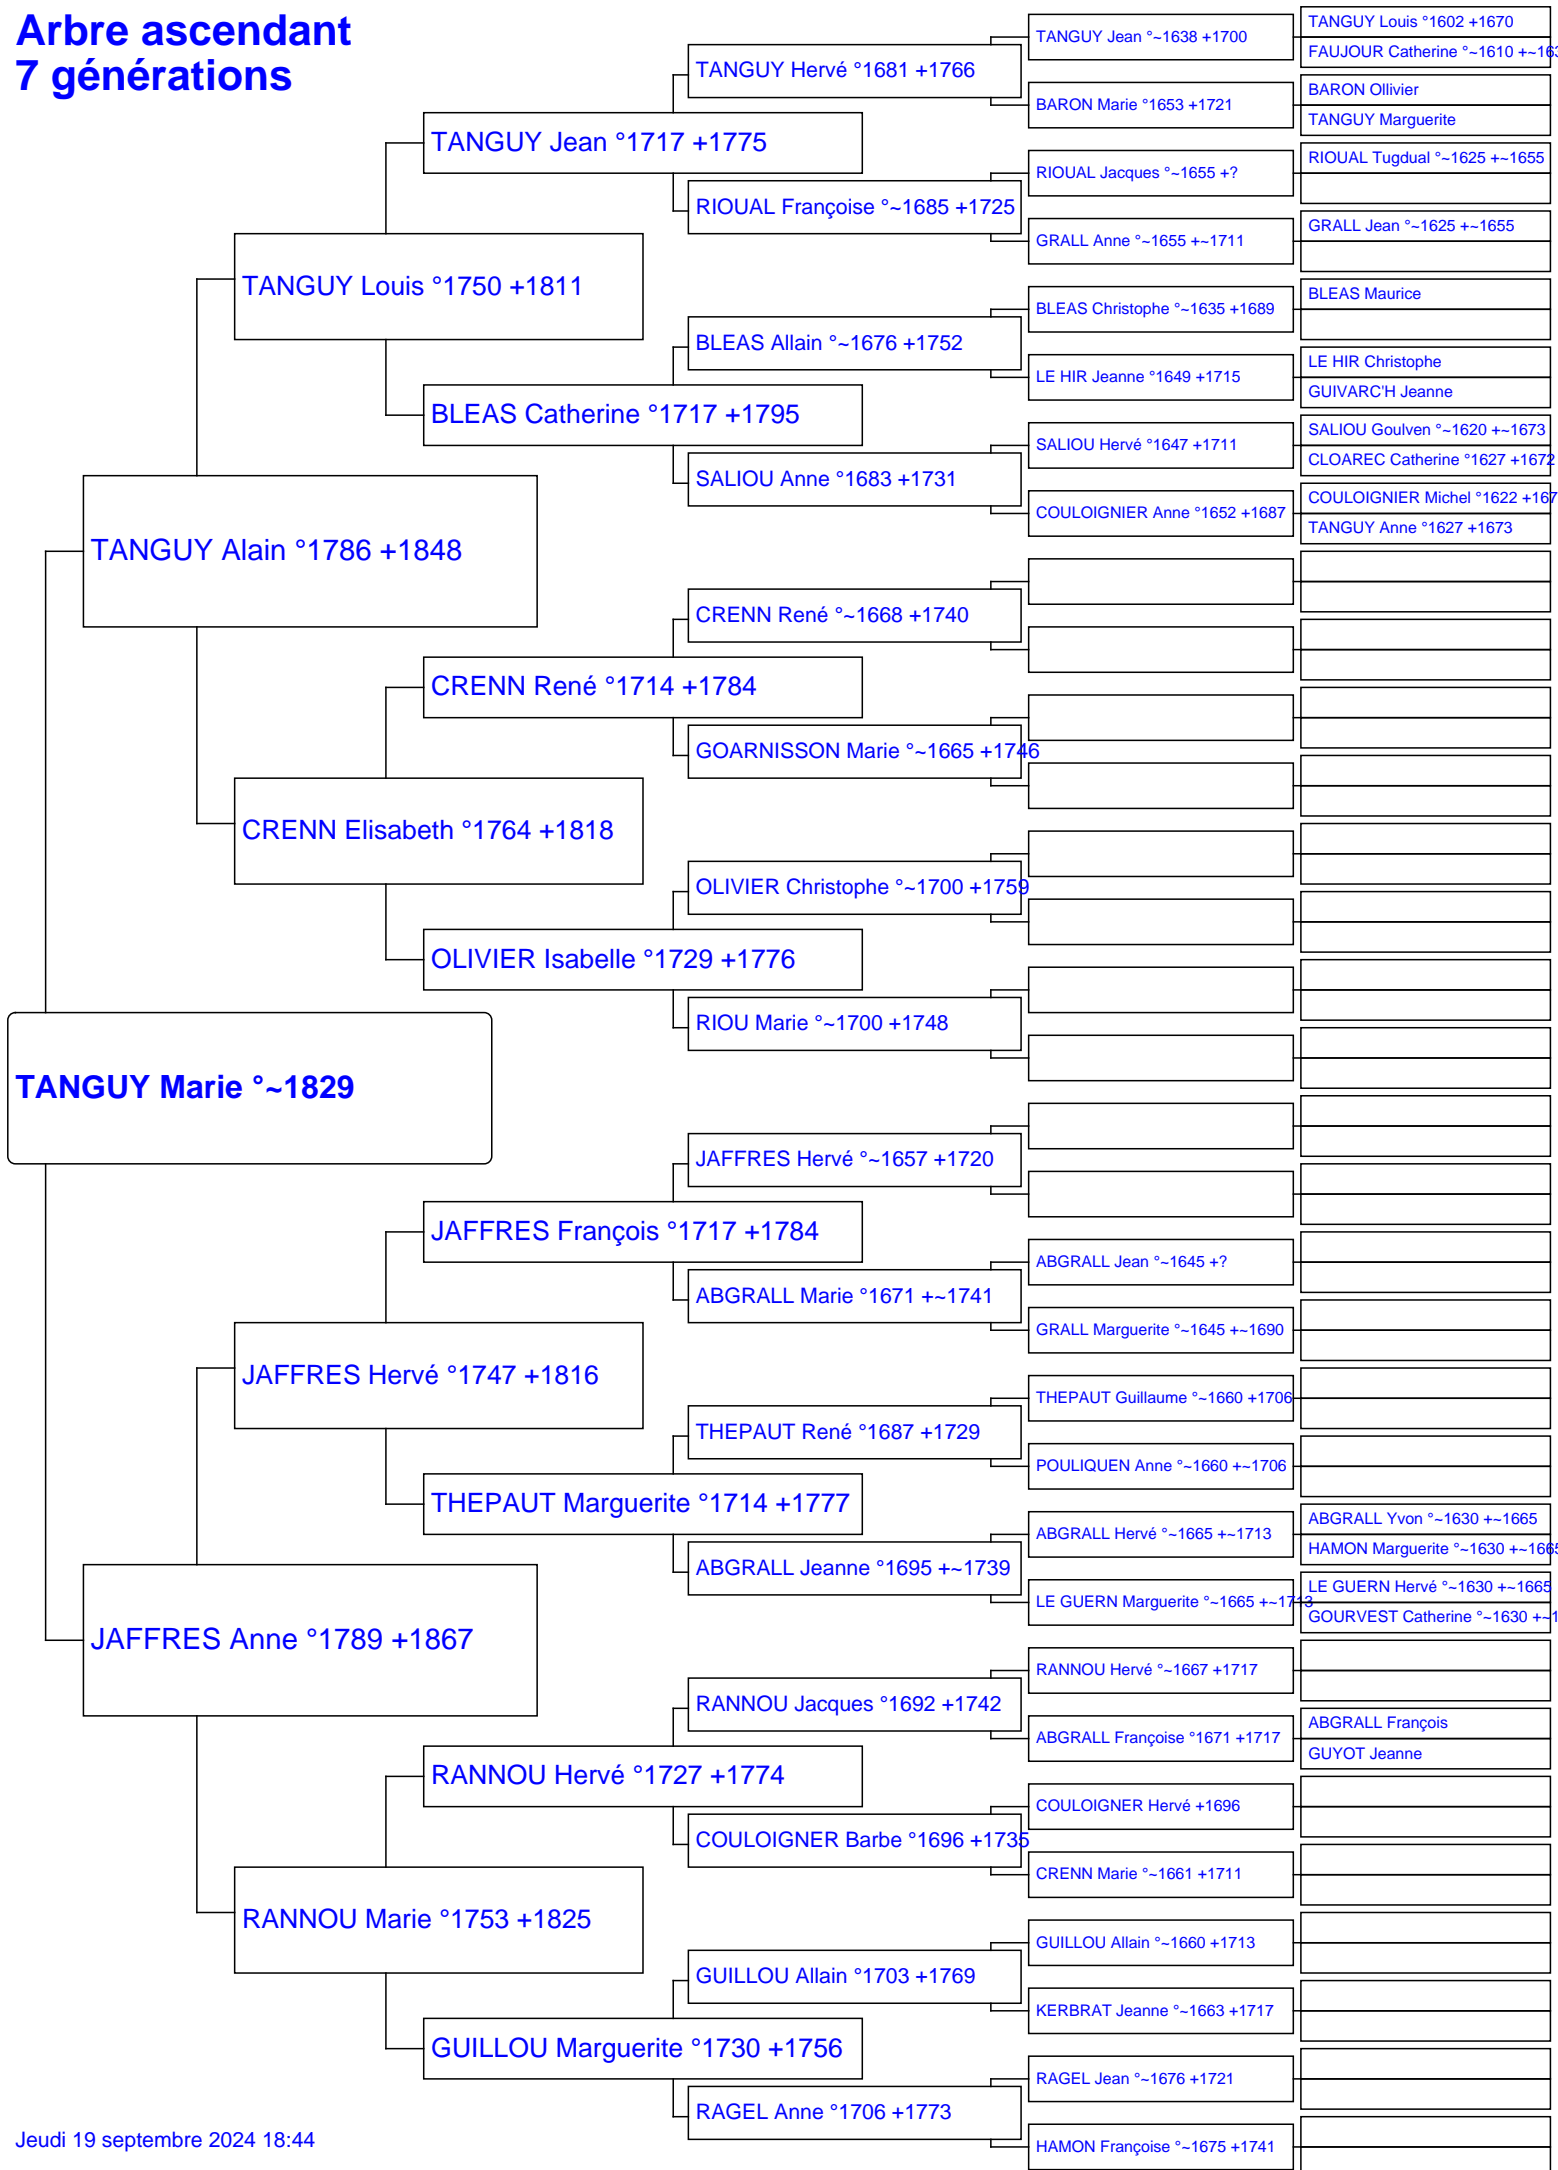 Arbre ascendant
7 générations
TANGUY Marie °~1829
TANGUY Alain °1786 +1848
JAFFRES Anne °1789 +1867
TANGUY Louis °1750 +1811
CRENN Elisabeth °1764 +1818
JAFFRES Hervé °1747 +1816
RANNOU Marie °1753 +1825
TANGUY Jean °1717 +1775
BLEAS Catherine °1717 +1795
CRENN René °1714 +1784
OLIVIER Isabelle °1729 +1776
JAFFRES François °1717 +1784
THEPAUT Marguerite °1714 +1777
RANNOU Hervé °1727 +1774
GUILLOU Marguerite °1730 +1756
TANGUY Hervé °1681 +1766
RIOUAL Françoise °~1685 +1725
BLEAS Allain °~1676 +1752
SALIOU Anne °1683 +1731
CRENN René °~1668 +1740
GOARNISSON Marie °~1665 +1746
OLIVIER Christophe °~1700 +1759
RIOU Marie °~1700 +1748
JAFFRES Hervé °~1657 +1720
ABGRALL Marie °1671 +~1741
THEPAUT René °1687 +1729
ABGRALL Jeanne °1695 +~1739
RANNOU Jacques °1692 +1742
COULOIGNER Barbe °1696 +1735
GUILLOU Allain °1703 +1769
RAGEL Anne °1706 +1773
TANGUY Jean °~1638 +1700
BARON Marie °1653 +1721
RIOUAL Jacques °~1655 +?
GRALL Anne °~1655 +~1711
BLEAS Christophe °~1635 +1689
LE HIR Jeanne °1649 +1715
SALIOU Hervé °1647 +1711
COULOIGNIER Anne °1652 +1687
ABGRALL Jean °~1645 +?
GRALL Marguerite °~1645 +~1690
THEPAUT Guillaume °~1660 +1706
POULIQUEN Anne °~1660 +~1706
ABGRALL Hervé °~1665 +~1713
LE GUERN Marguerite °~1665 +~1713
RANNOU Hervé °~1667 +1717
ABGRALL Françoise °1671 +1717
COULOIGNER Hervé +1696
CRENN Marie °~1661 +1711
GUILLOU Allain °~1660 +1713
KERBRAT Jeanne °~1663 +1717
RAGEL Jean °~1676 +1721
HAMON Françoise °~1675 +1741
TANGUY Louis °1602 +1670
FAUJOUR Catherine °~1610 +~163
BARON Ollivier
TANGUY Marguerite
RIOUAL Tugdual °~1625 +~1655
GRALL Jean °~1625 +~1655
BLEAS Maurice
LE HIR Christophe
GUIVARC'H Jeanne
SALIOU Goulven °~1620 +~1673
CLOAREC Catherine °1627 +1672
COULOIGNIER Michel °1622 +167
TANGUY Anne °1627 +1673
ABGRALL Yvon °~1630 +~1665
HAMON Marguerite °~1630 +~1665
LE GUERN Hervé °~1630 +~1665
GOURVEST Catherine °~1630 +~1
ABGRALL François
GUYOT Jeanne
Jeudi 19 septembre 2024 18:44